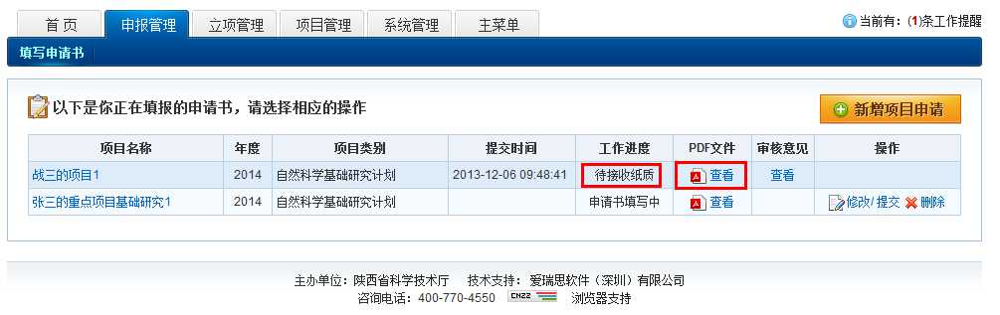 首 页 申报管理 立项管理 项目管理 系统管理 主菜单 当前有：(1)条工作提醒
填写申请书
以下是你正在填报的申请书，请选择相应的操作 新增项目申请
项目名称 年度 项目类别 提交时间 工作进度 PDF文件 审核意见 操作
战三的项目1 2014 自然科学基础研究计划 2013-12-06 09:48:41 待接收纸质 查看 查看
张三的重点项目基础研究1 2014 自然科学基础研究计划 申请书填写中 查看 修改/提交 删除
主办单位：陕西省科学技术厅 技术支持： 爱瑞思软件（深圳）有限公司
咨询电话：400-770-4550 CNZZ 浏览器支持